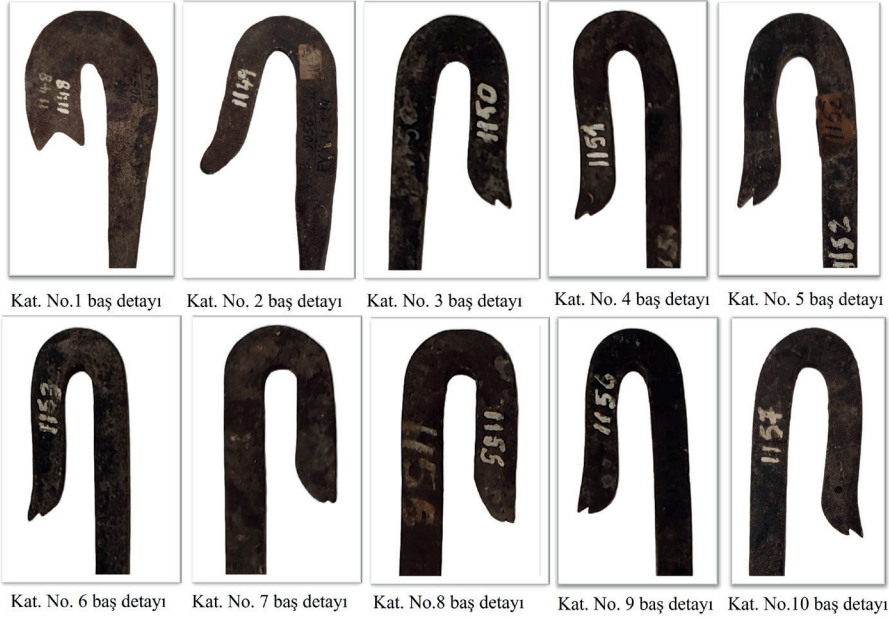 1148
1148
1149
1150
1151
1152
1152
Kat. No.1 baş detayı
Kat. No. 2 baş detayı
Kat. No. 3 baş detayı
Kat. No. 4 baş detayı
Kat. No. 5 baş detayı
1153
1155
1156
1157
Kat. No. 6 baş detayı
Kat. No. 7 baş detayı
Kat. No.8 baş detayı
Kat. No. 9 baş detayı
Kat. No.10 baş detayı